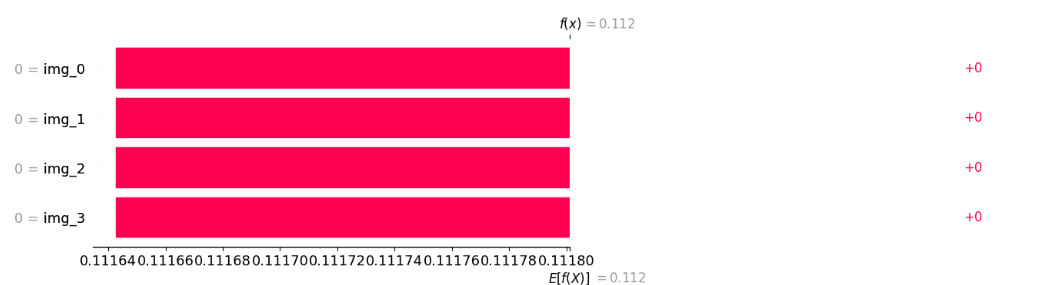 f(x) = 0.112
0 = img_0 +0
0 = img_1 +0
0 = img_2 +0
0 = img_3 +0
0.11164 0.11166 0.11168 0.11170 0.11172 0.11174 0.11176 0.11178 0.11180
E[f(X)] = 0.112